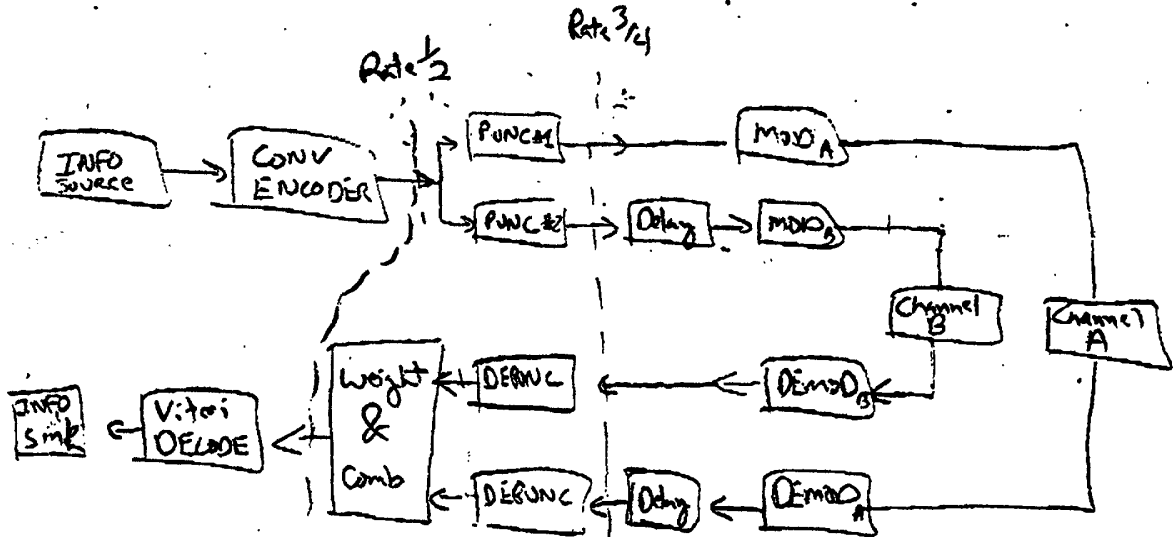 Rate 3/4
Rate 1/2
INFO
SOURCE
CONV
ENCODER
PUNC#1
MOD A
PUNC#2
Delay
MOD B
Channel
B
Channel
A
Weight
&
Comb
DEPUNC
DEMOD B
INFO
Sink
DECODE
DEPUNC
Delay
DEMOD A